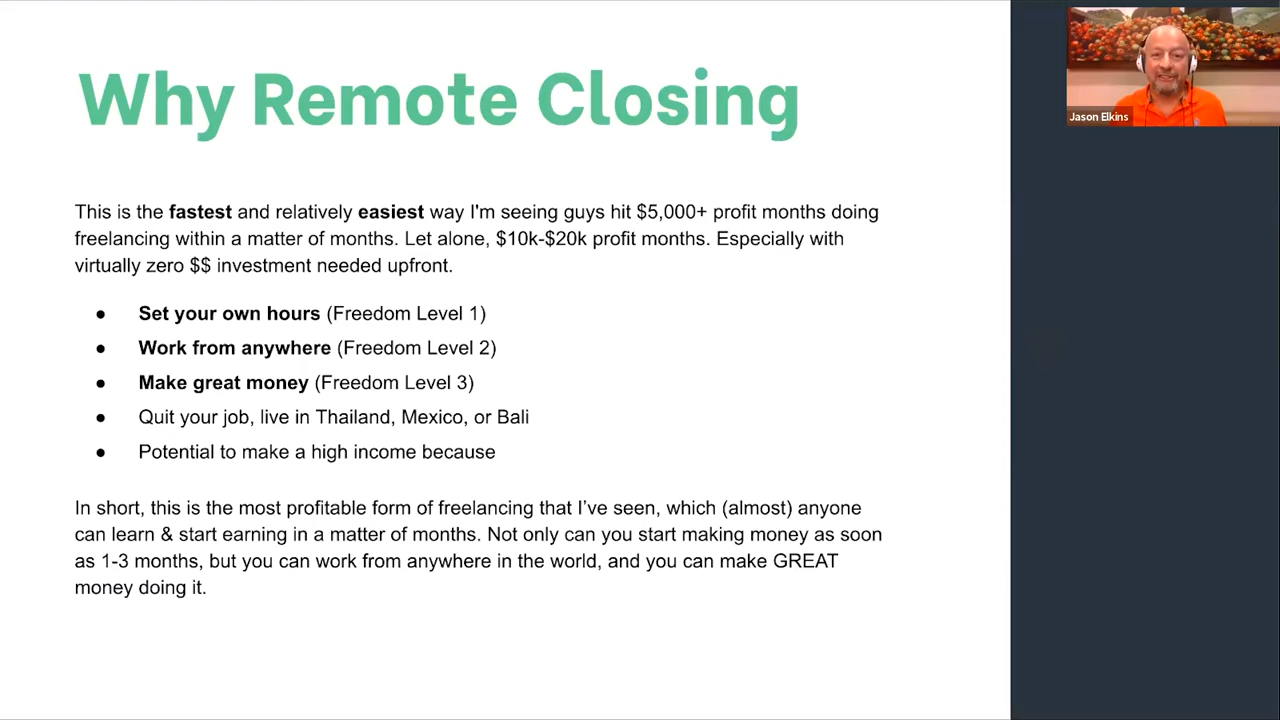 Why Remote Closing
Jason Elkins
This is the fastest and relatively easiest way I'm seeing guys hit $5,000+ profit months doing
freelancing within a matter of months. Let alone, $10k-$20k profit months. Especially with
virtually zero $$ investment needed upfront.
● Set your own hours (Freedom Level 1)
● Work from anywhere (Freedom Level 2)
● Make great money (Freedom Level 3)
● Quit your job, live in Thailand, Mexico, or Bali
● Potential to make a high income because
In short, this is the most profitable form of freelancing that I’ve seen, which (almost) anyone
can learn & start earning in a matter of months. Not only can you start making money as soon
as 1-3 months, but you can work from anywhere in the world, and you can make GREAT
money doing it.